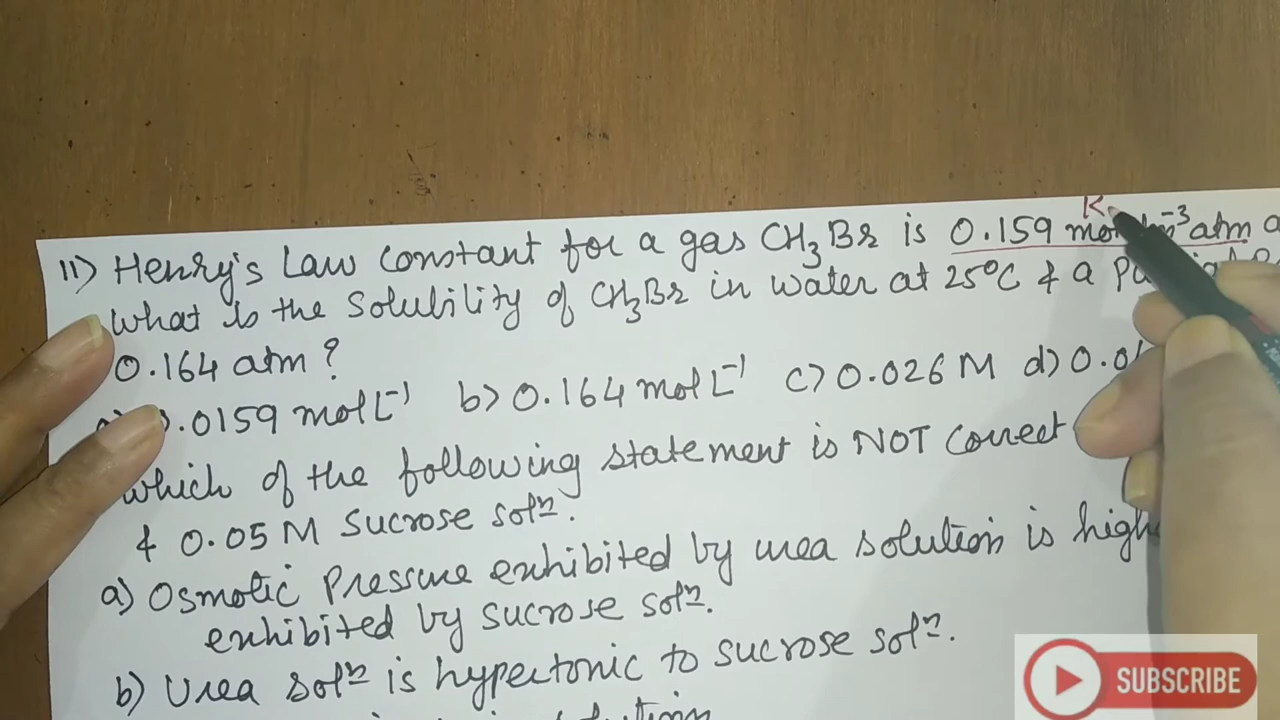 K
11) Henry's Law constant for a gas CH₃Br is 0.159 mol dm⁻³ atm
What is the solubility of CH₃Br in water at 25°C & a
0.164 atm?
.0159 mol L⁻¹ b) 0.164 mol L⁻¹ c) 0.026 M d) 0.0
which of the following statement is NOT correct
& 0.05 M sucrose solⁿ.
a) Osmotic Pressure exhibited by urea solution is high
exhibited by sucrose solⁿ.
b) Urea solⁿ is hypertonic to sucrose solⁿ.
SUBSCRIBE